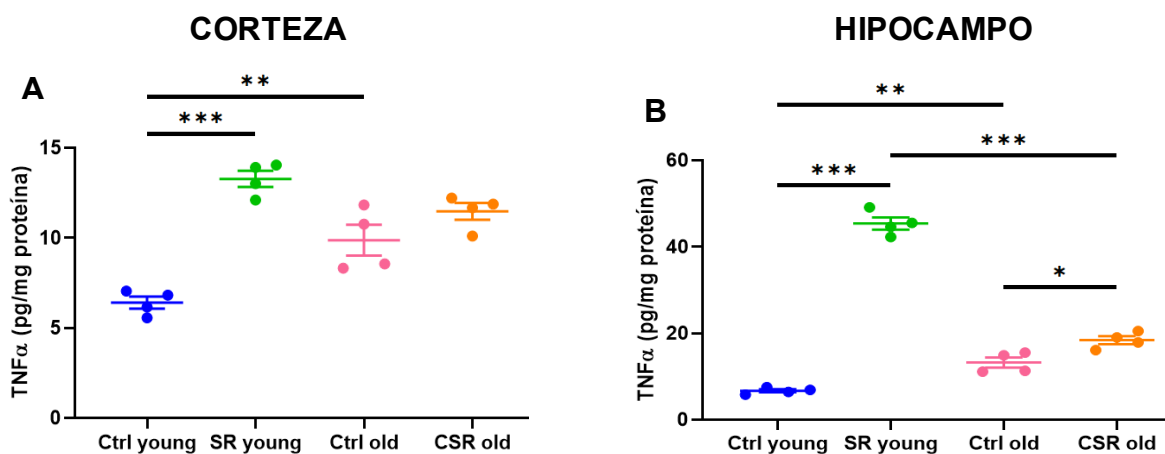 CORTEZA
A
**
***
TNFα (pg/mg proteína)
15
10
5
0
Ctrl young SR young Ctrl old CSR old
HIPOCAMPO
B
**
***
***
*
TNFα (pg/mg proteína)
60
40
20
0
Ctrl young SR young Ctrl old CSR old